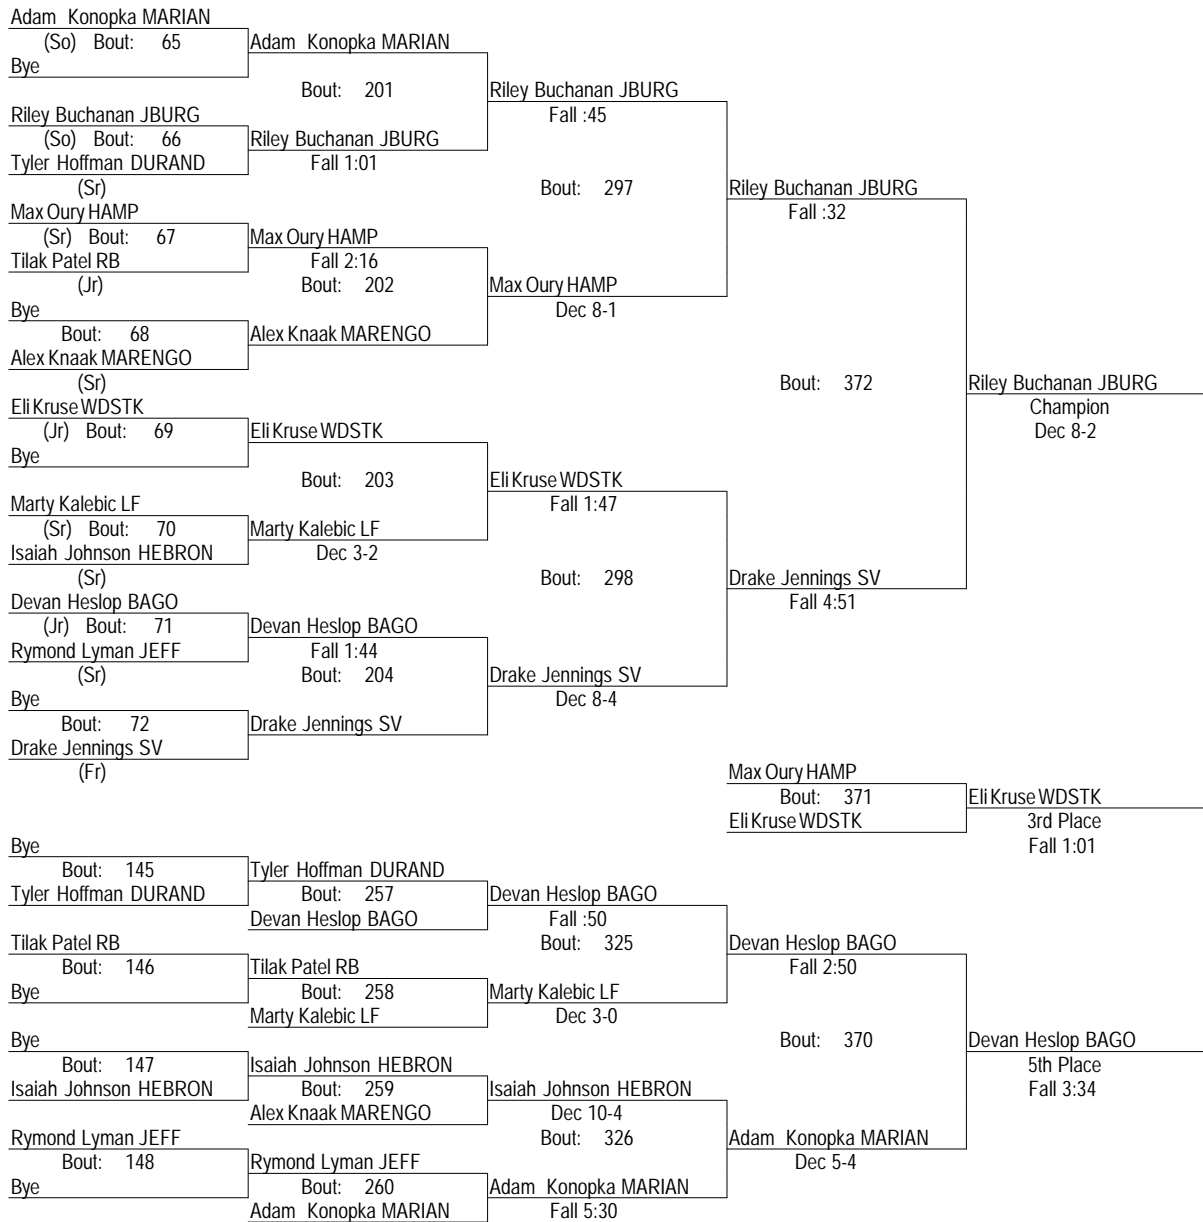 Adam Konopka MARIAN
(So) Bout: 65 Adam Konopka MARIAN
Bye
Bout: 201 Riley Buchanan JBURG
Riley Buchanan JBURG Fall :45
(So) Bout: 66 Riley Buchanan JBURG
Tyler Hoffman DURAND Fall 1:01
(Sr) Bout: 297 Riley Buchanan JBURG
Max Oury HAMP Fall :32
(Sr) Bout: 67 Max Oury HAMP
Tilak Patel RB Fall 2:16
(Jr) Bout: 202 Max Oury HAMP
Bye Dec 8-1
Bout: 68 Alex Knaak MARENGO
Alex Knaak MARENGO
(Sr) Bout: 372 Riley Buchanan JBURG
Eli Kruse WDSTK Champion
(Jr) Bout: 69 Eli Kruse WDSTK Dec 8-2
Bye
Bout: 203 Eli Kruse WDSTK
Marty Kalebic LF Fall 1:47
(Sr) Bout: 70 Marty Kalebic LF
Isaiah Johnson HEBRON Dec 3-2
(Sr) Bout: 298 Drake Jennings SV
Devan Heslop BAGO Fall 4:51
(Jr) Bout: 71 Devan Heslop BAGO
Rymond Lyman JEFF Fall 1:44
(Sr) Bout: 204 Drake Jennings SV
Bye Dec 8-4
Bout: 72 Drake Jennings SV
Drake Jennings SV
(Fr) Max Oury HAMP
Bout: 371 Eli Kruse WDSTK
Eli Kruse WDSTK 3rd Place
Bye Fall 1:01
Bout: 145 Tyler Hoffman DURAND
Tyler Hoffman DURAND Bout: 257 Devan Heslop BAGO
Devan Heslop BAGO Fall :50
Tilak Patel RB Bout: 325 Devan Heslop BAGO
Bout: 146 Tilak Patel RB Fall 2:50
Bye Bout: 258 Marty Kalebic LF
Marty Kalebic LF Dec 3-0
Bye Bout: 370 Devan Heslop BAGO
Bout: 147 Isaiah Johnson HEBRON 5th Place
Isaiah Johnson HEBRON Bout: 259 Isaiah Johnson HEBRON Fall 3:34
Alex Knaak MARENGO Dec 10-4
Rymond Lyman JEFF Bout: 326 Adam Konopka MARIAN
Bout: 148 Rymond Lyman JEFF Dec 5-4
Bye Bout: 260 Adam Konopka MARIAN
Adam Konopka MARIAN Fall 5:30